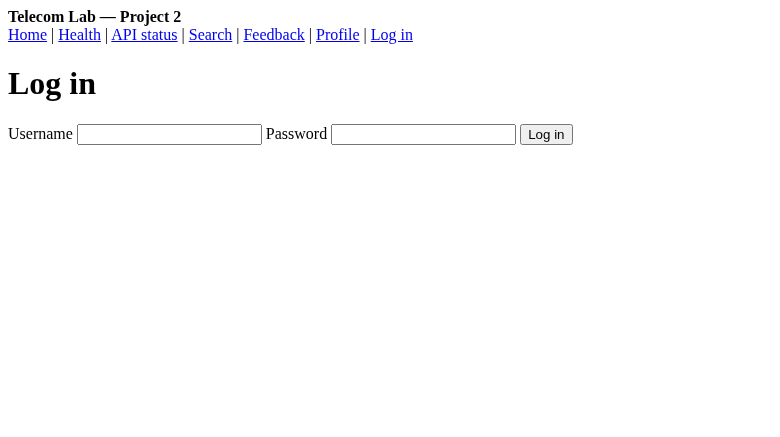 Telecom Lab — Project 2
Home | Health | API status | Search | Feedback | Profile | Log in
Log in
Username Password Log in